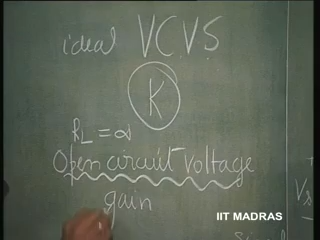 ideal VCVS
K
RL = ∞
Open circuit voltage
gain
IIT MADRAS